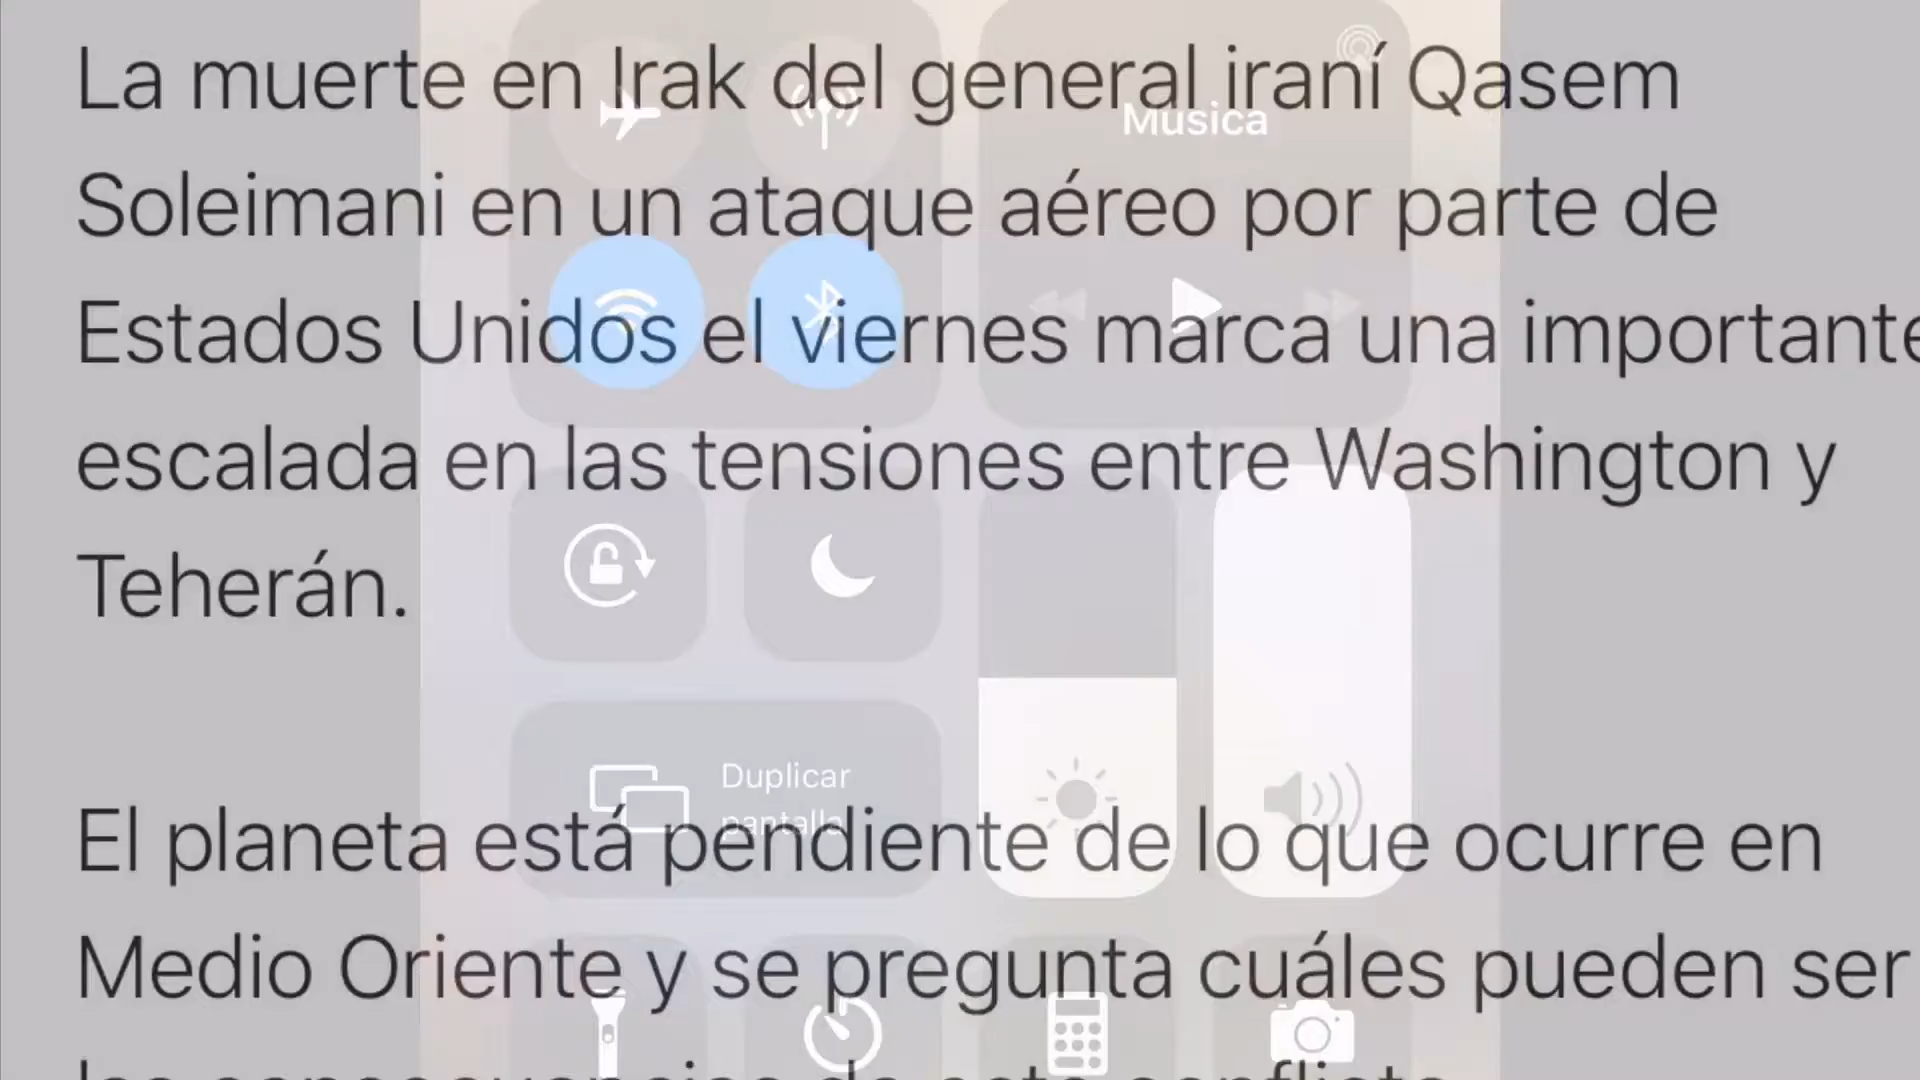 La muerte en Irak del general iraní Qasem
Música
Soleimani en un ataque aéreo por parte de
Estados Unidos el viernes marca una importante
escalada en las tensiones entre Washington y
Teherán.
Duplicar
pantalla
El planeta está pendiente de lo que ocurre en
Medio Oriente y se pregunta cuáles pueden ser